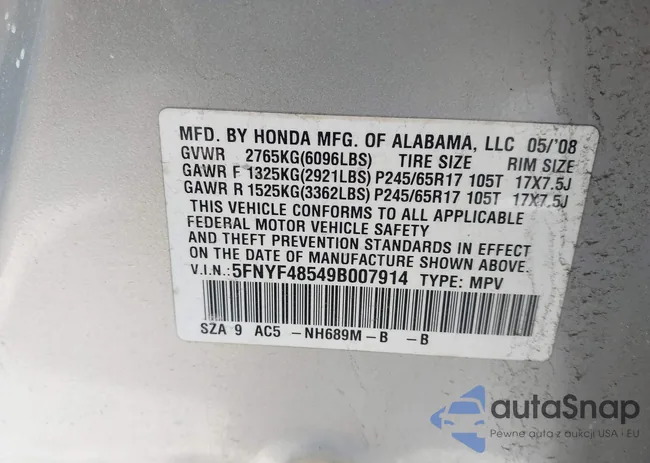 MFD. BY HONDA MFG. OF ALABAMA, LLC 05/'08
GVWR 2765KG(6096LBS) TIRE SIZE RIM SIZE
GAWR F 1325KG(2921LBS) P245/65R17 105T 17X7.5J
GAWR R 1525KG(3362LBS) P245/65R17 105T 17X7.5J
THIS VEHICLE CONFORMS TO ALL APPLICABLE
FEDERAL MOTOR VEHICLE SAFETY
AND THEFT PREVENTION STANDARDS IN EFFECT
ON THE DATE OF MANUFACTURE SHOWN ABOVE.
V.I.N.: 5FNYF48549B007914 TYPE: MPV
SZA 9 AC5 -NH689M-B -B
autaSnap
Pewne auta z aukcji USA i EU